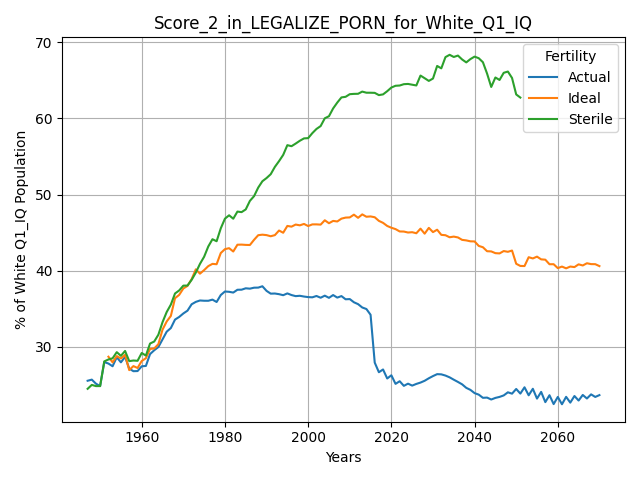 Score_2_in_LEGALIZE_PORN_for_White_Q1_IQ
% of White Q1_IQ Population
70
60
50
40
30
Fertility
Actual
Ideal
Sterile
1960
1980
2000
2020
2040
2060
Years